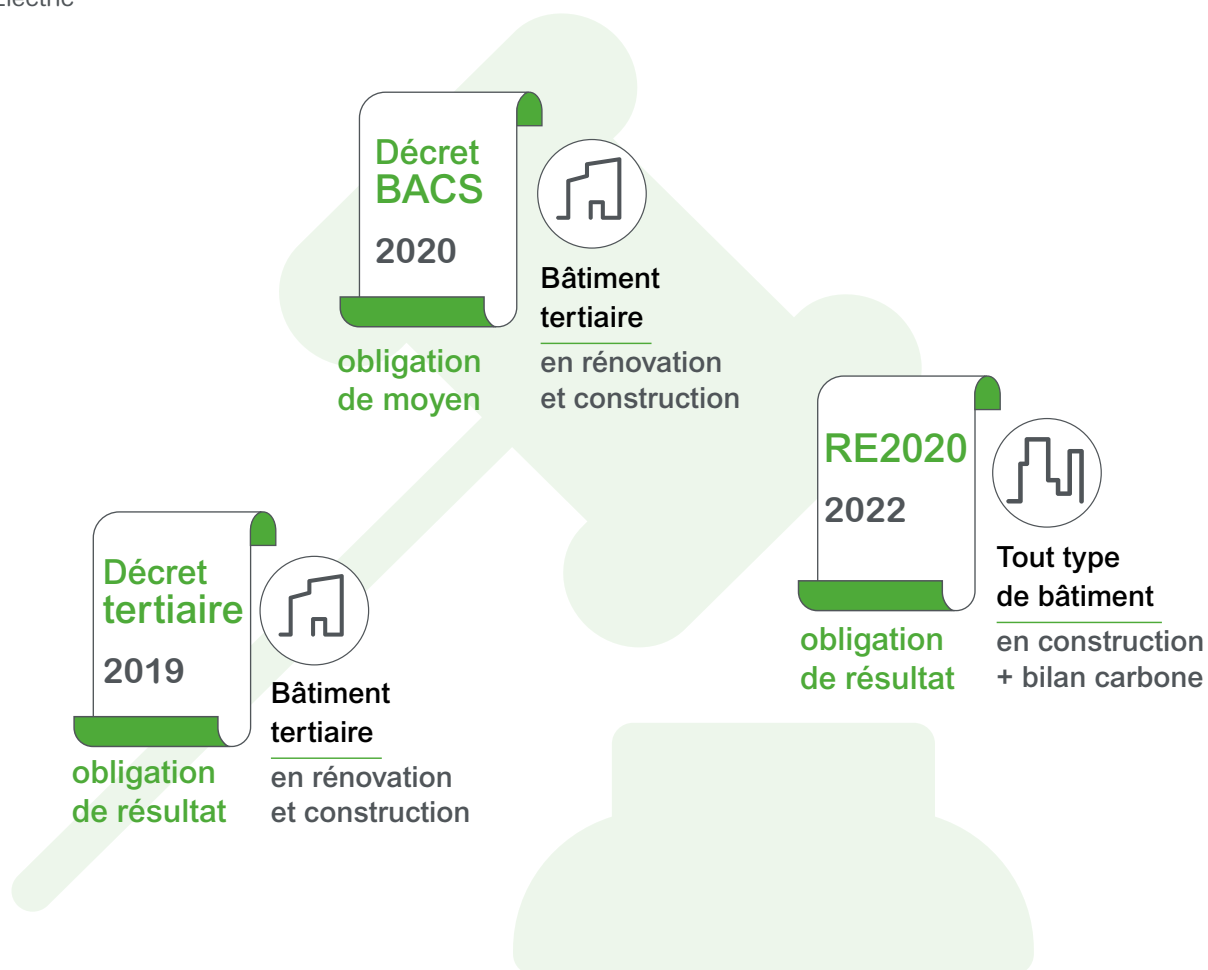 Décret
BACS
2020
obligation
de moyen
Bâtiment
tertiaire
en rénovation
et construction
RE2020
2022
obligation
de résultat
Tout type
de bâtiment
en construction
+ bilan carbone
Décret
tertiaire
2019
obligation
de résultat
Bâtiment
tertiaire
en rénovation
et construction